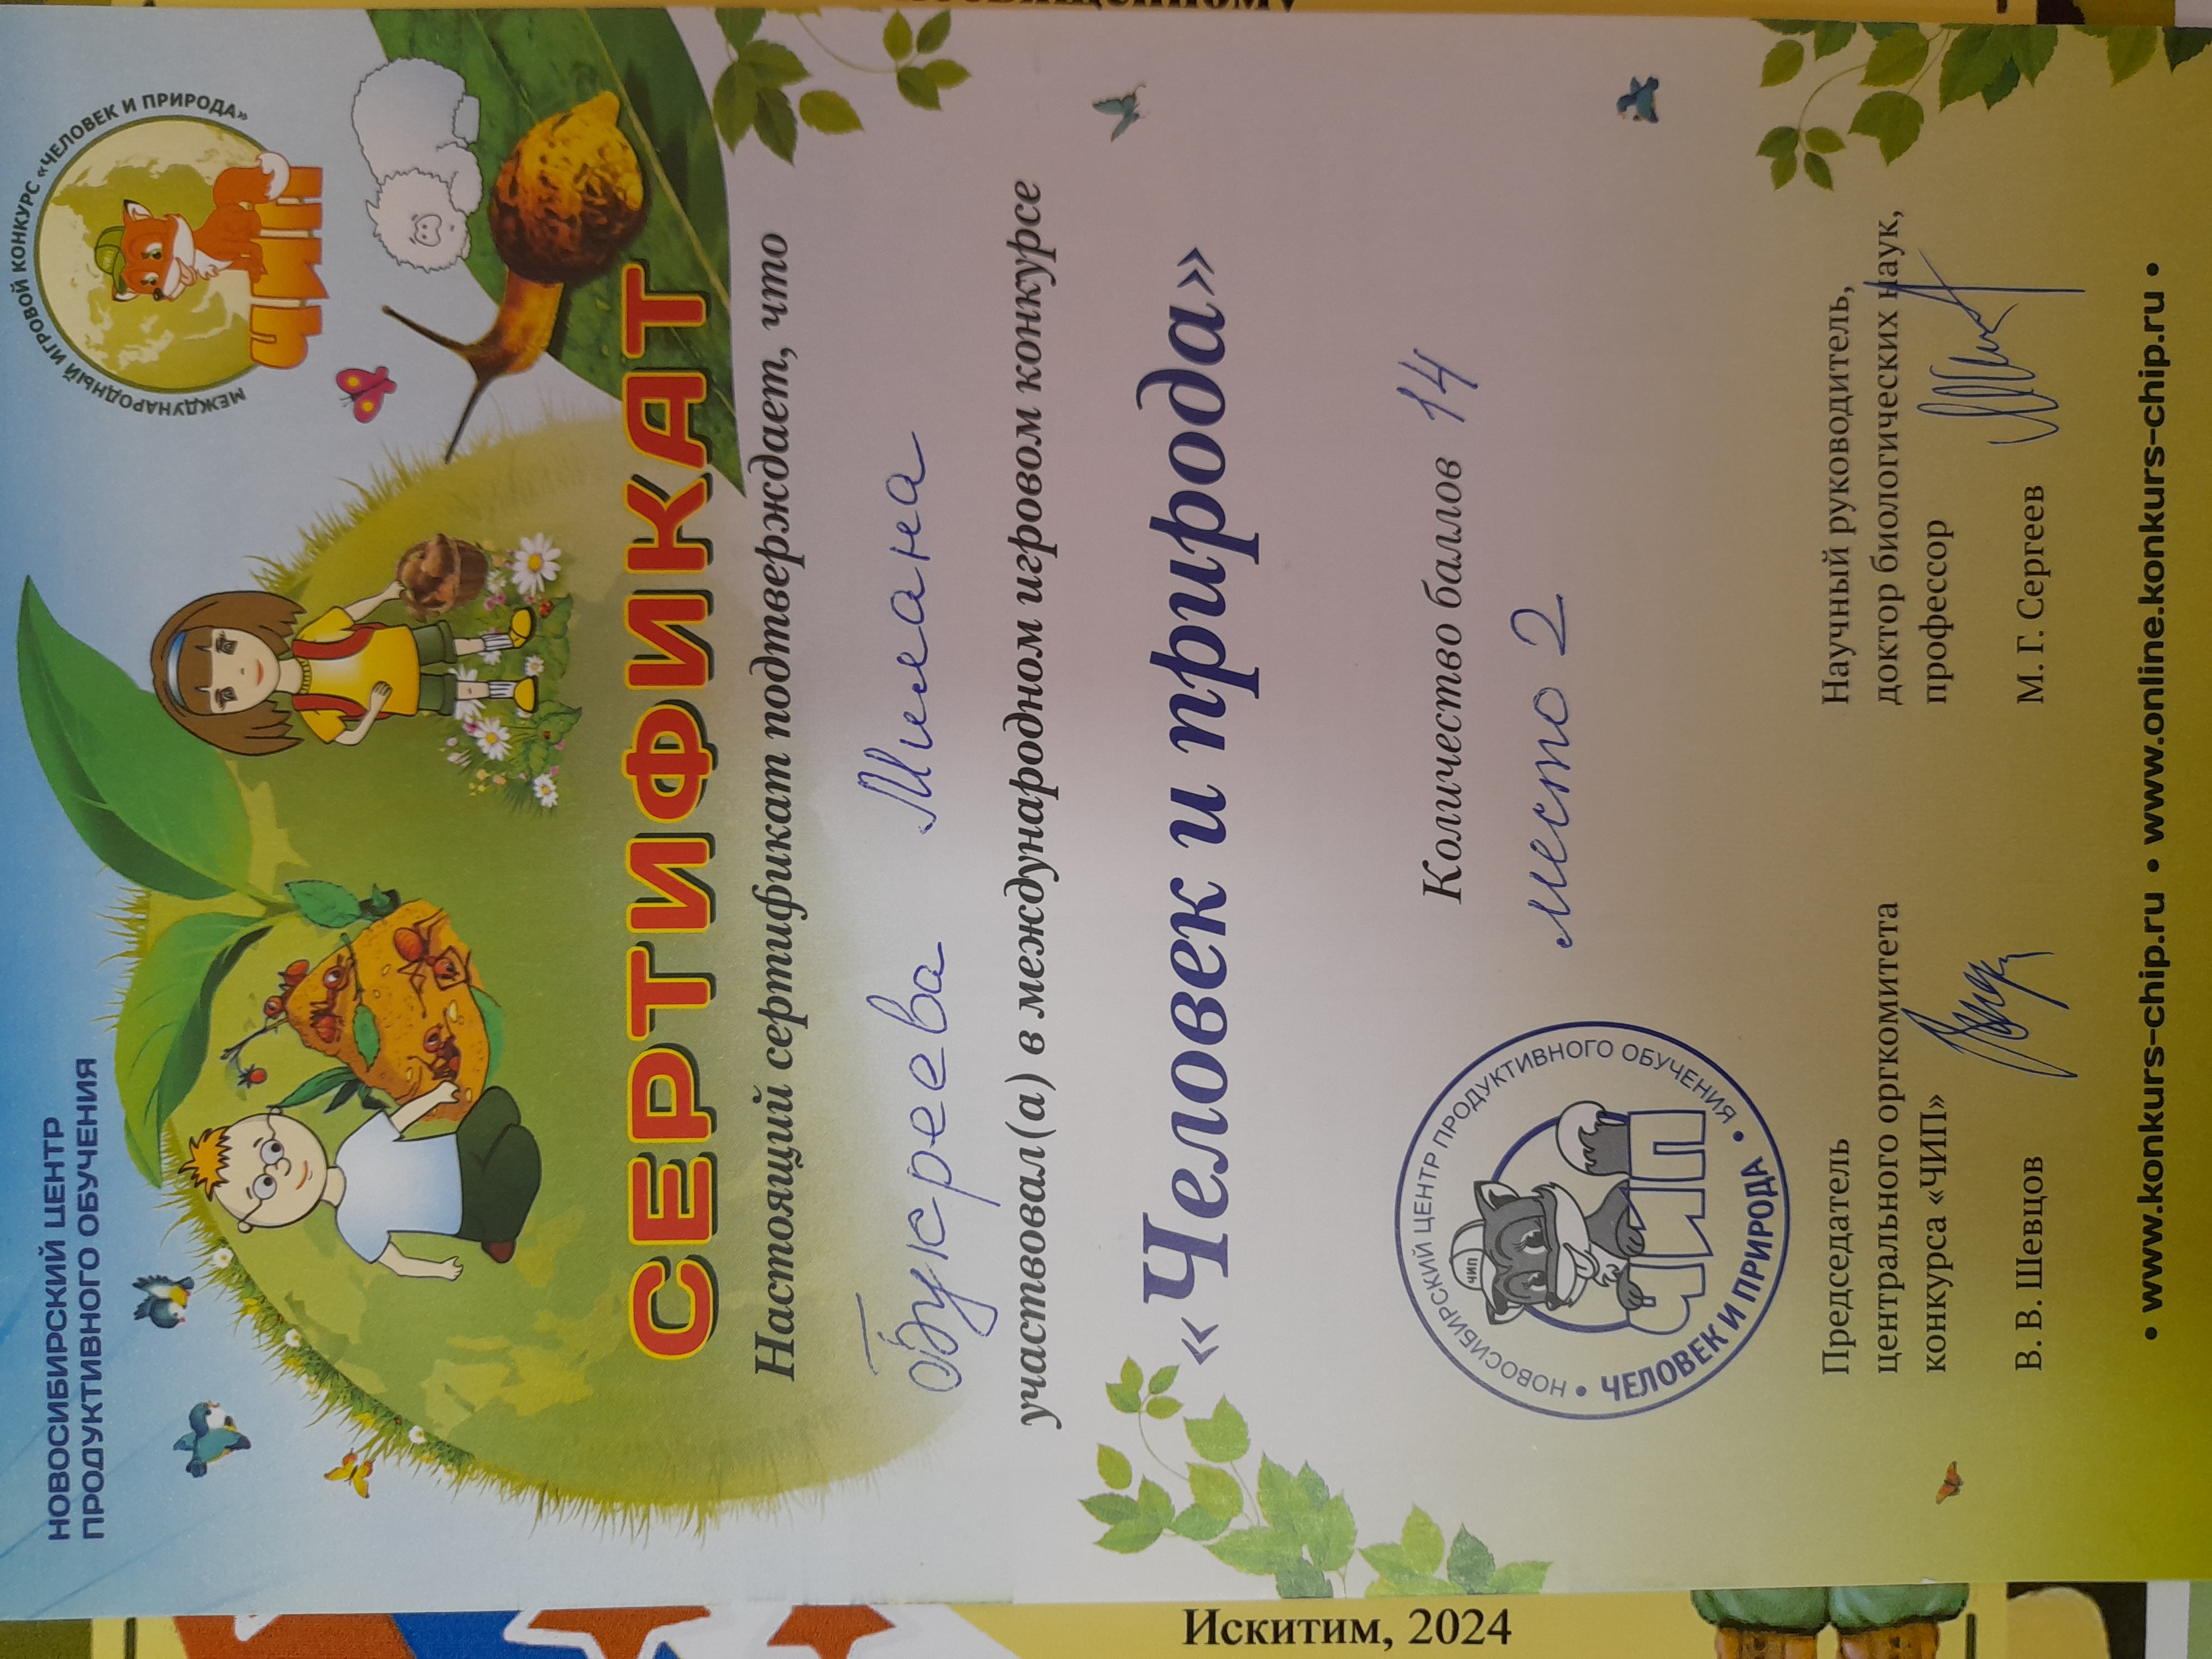 посвященному
НОВОСИБИРСКИЙ ЦЕНТР
ПРОДУКТИВНОГО ОБУЧЕНИЯ
МЕЖДУНАРОДНЫЙ ИГРОВОЙ КОНКУРС «ЧЕЛОВЕК И ПРИРОДА»
ЧИП
СЕРТИФИКАТ
Настоящий сертификат подтверждает, что
Букреева Милана
участвовал(а) в международном игровом конкурсе
«Человек и природа»
Количество баллов 14
место 2
НОВОСИБИРСКИЙ ЦЕНТР ПРОДУКТИВНОГО ОБУЧЕНИЯ
ЧИП
ЧИП
• ЧЕЛОВЕК И ПРИРОДА •
Председатель
центрального оргкомитета
конкурса «ЧИП»
В. В. Шевцов
Научный руководитель,
доктор биологических наук,
профессор
М. Г. Сергеев
• www.konkurs-chip.ru • www.online.konkurs-chip.ru •
Искитим, 2024